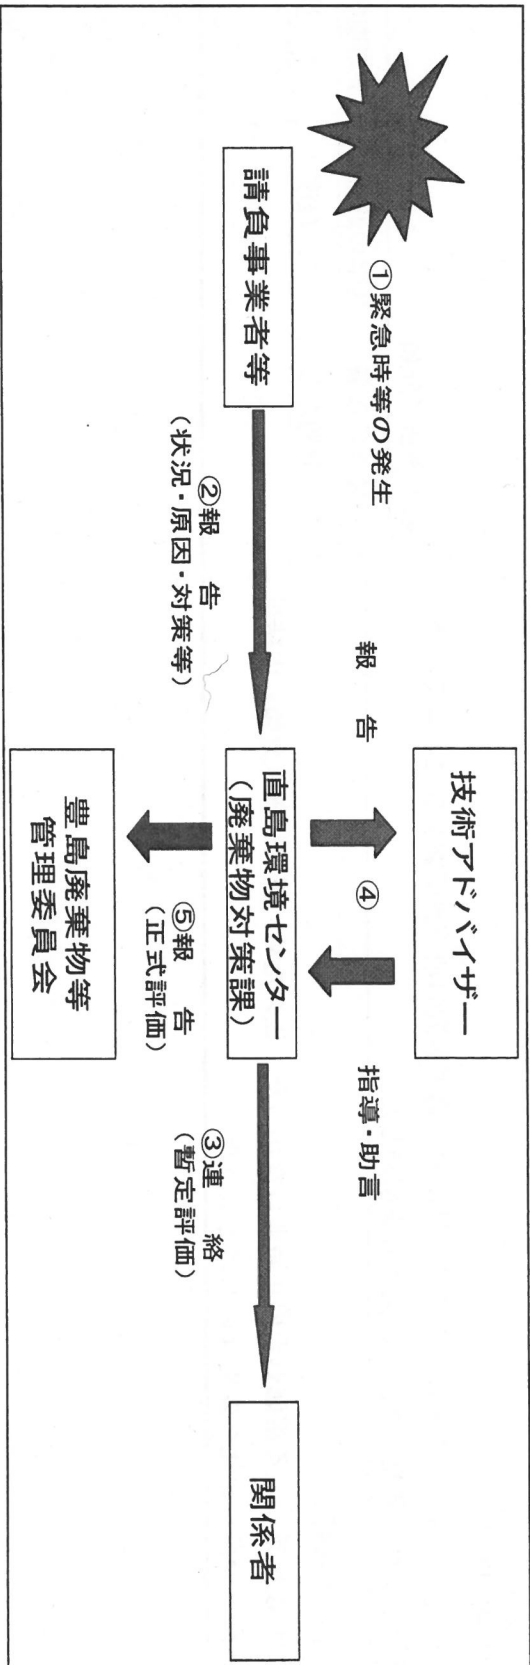 ①緊急時等の発生
請負事業者等
②報 告
（状況・原因・対策等）
技術アドバイザー
報 告
④
指導・助言
直島環境センター
（廃棄物対策課）
③連 絡
（暫定評価）
関係者
⑤報 告
（正式評価）
豊島廃棄物等
管理委員会